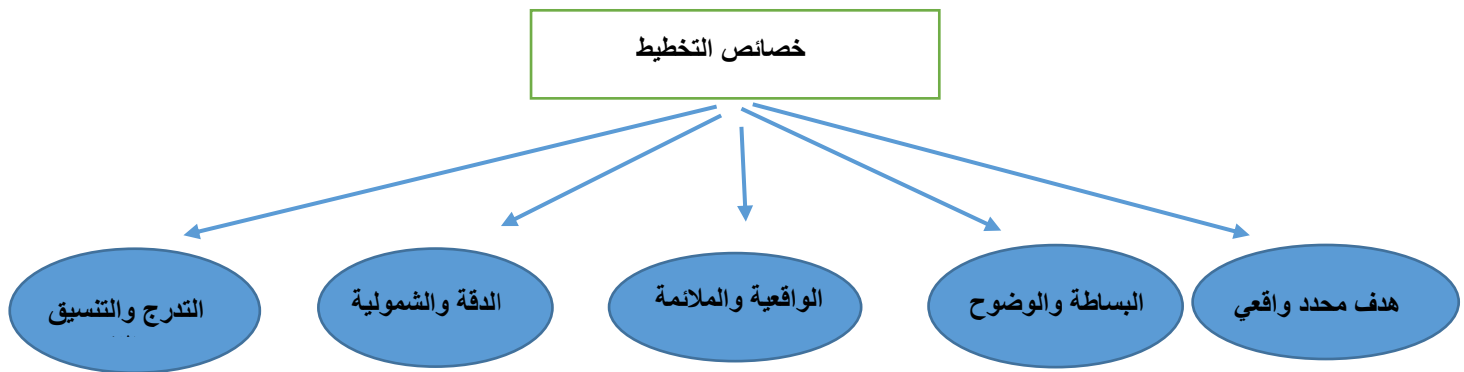 خصائص التخطيط
هدف محدد واقعي
البساطة والوضوح
الواقعية والملائمة
الدقة والشمولية
التدرج والتنسيق